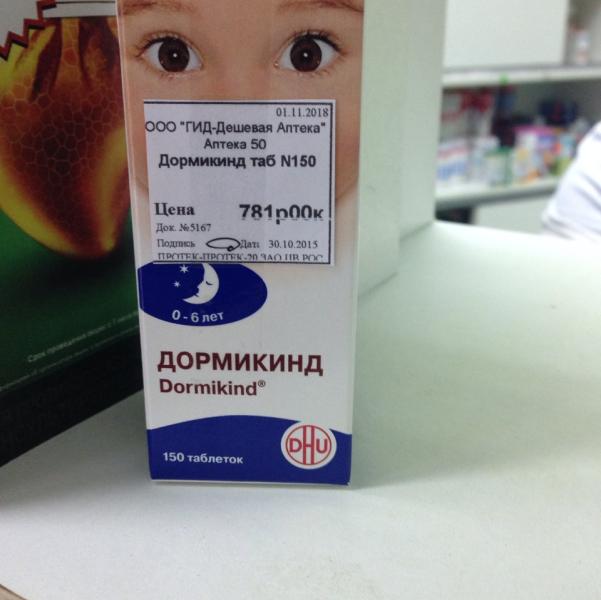 01.11.2018
ООО "ГИД-Дешевая Аптека"
Аптека 50
Дормикинд таб N150
Цена 781р00к
Док. №5167
Подпись Дата 30.10.2015
ПРОТЕК-ПРОТЕК-20 ЗАО ЦВ РОС
0 - 6 лет
ДОРМИКИНД
Dormikind®
150 таблеток
DHU